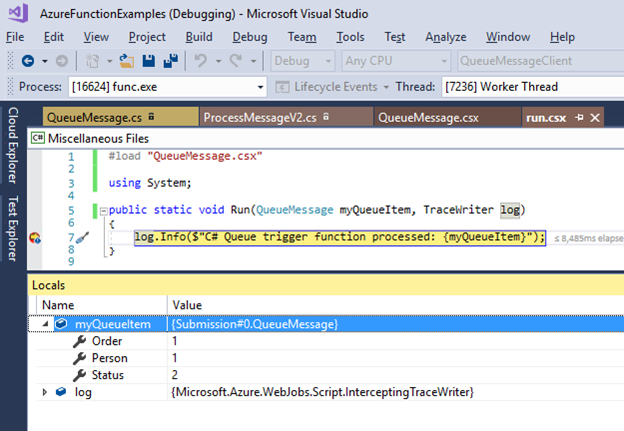 AzureFunctionExamples (Debugging) - Microsoft Visual Studio
File Edit View Project Build Debug Team Tools Test Analyze Window Help
Debug Any CPU QueueMessageClient
Process: [16624] func.exe Lifecycle Events Thread: [7236] Worker Thread
Cloud Explorer
Test Explorer
QueueMessage.cs ProcessMessageV2.cs QueueMessage.csx run.csx
C# Miscellaneous Files
1 #load "QueueMessage.csx"
2
3 using System;
4
5 public static void Run(QueueMessage myQueueItem, TraceWriter log)
6 {
7 log.Info($"C# Queue trigger function processed: {myQueueItem}"); ≤ 8,485ms elapse
8 }
9
Locals
Name Value
myQueueItem {Submission#0.QueueMessage}
Order 1
Person 1
Status 2
log {Microsoft.Azure.WebJobs.Script.InterceptingTraceWriter}